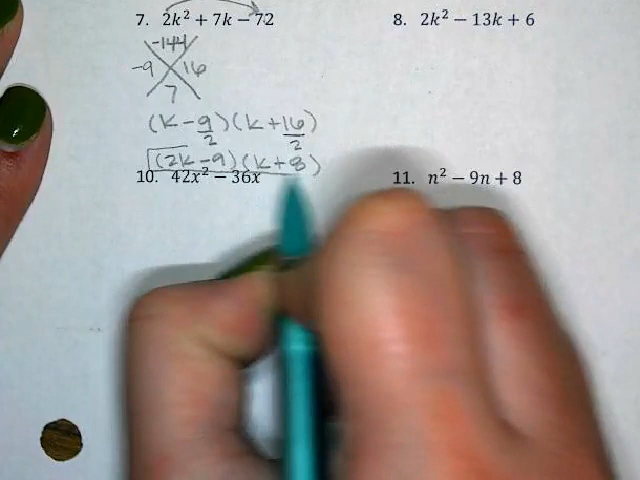 7. 2k² + 7k − 72
8. 2k² − 13k + 6
-144
-9 16
7
(k - 9/2)(k + 16/2)
(2k - 9)(k + 8)
10. 42x² − 36x
11. n² − 9n + 8